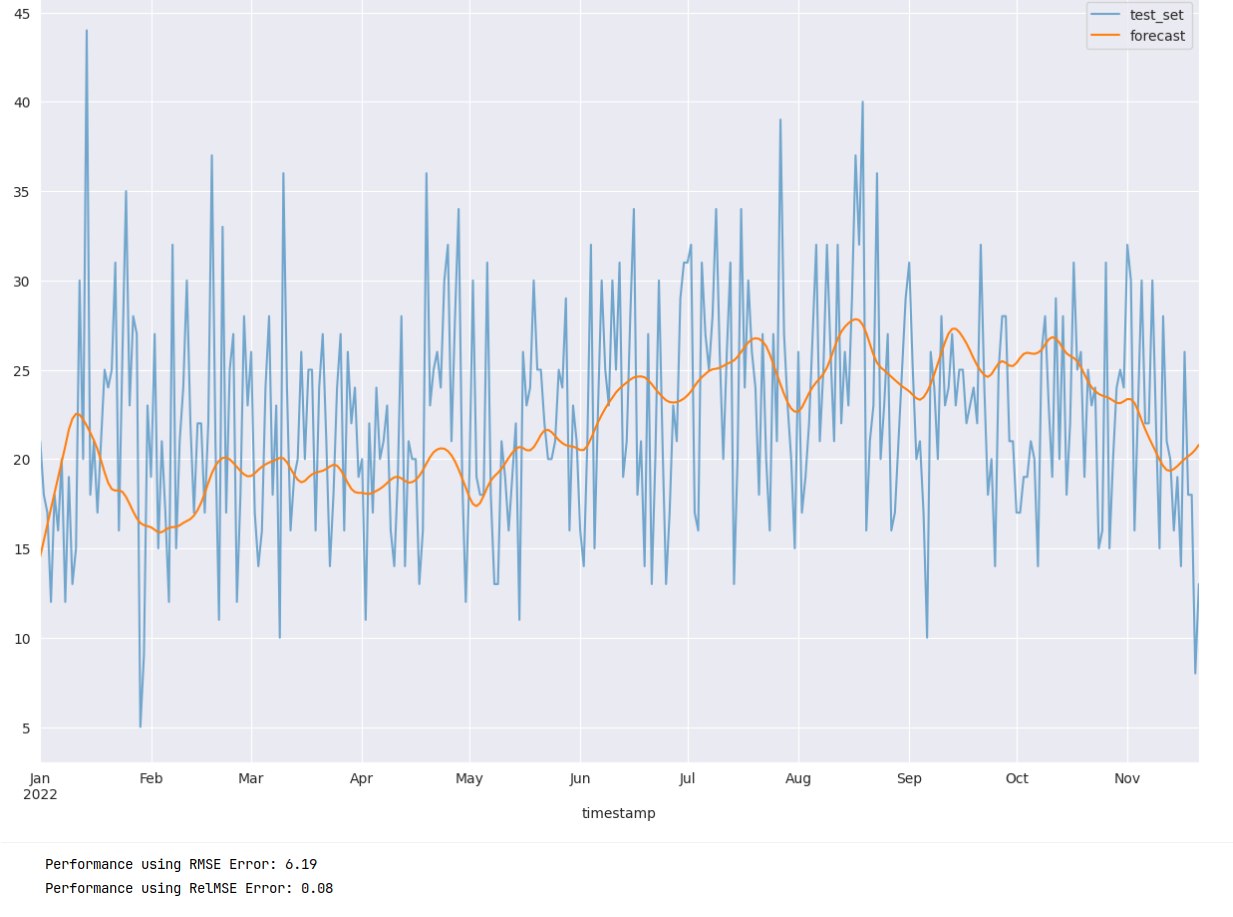 test_set
forecast
45
40
35
30
25
20
15
10
5
Jan Feb Mar Apr May Jun Jul Aug Sep Oct Nov
2022
timestamp
Performance using RMSE Error: 6.19
Performance using RelMSE Error: 0.08